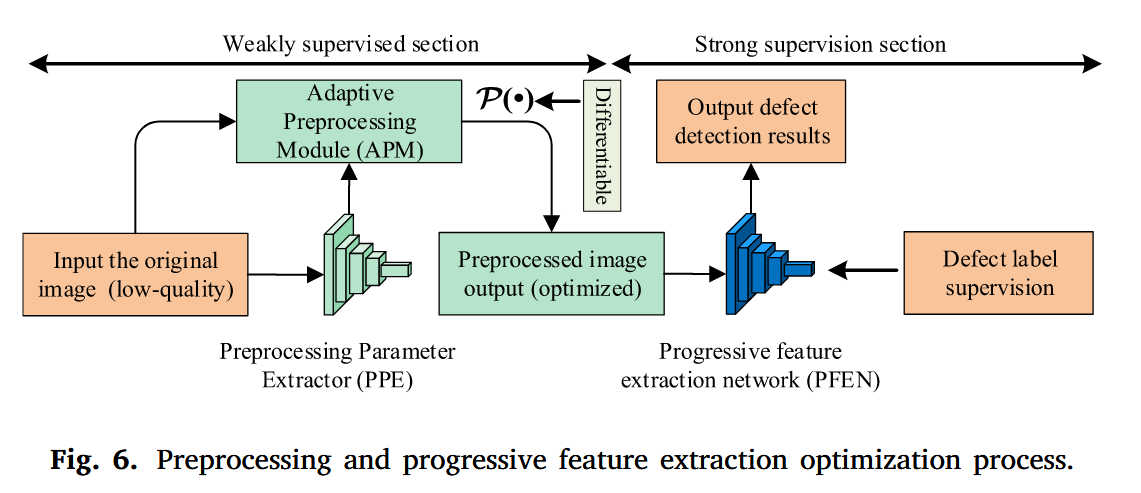 Weakly supervised section
Strong supervision section
Adaptive
Preprocessing
Module (APM)
𝒫(•)
Differentiable
Output defect
detection results
Input the original
image (low-quality)
Preprocessed image
output (optimized)
Defect label
supervision
Preprocessing Parameter
Extractor (PPE)
Progressive feature
extraction network (PFEN)
Fig. 6. Preprocessing and progressive feature extraction optimization process.